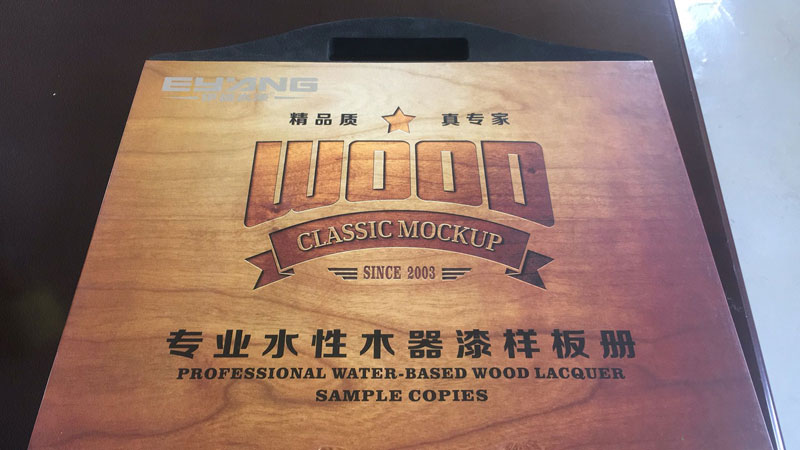 EYANG
精品质 真专家
WOOD
CLASSIC MOCKUP
SINCE 2003
专业水性木器漆样板册
PROFESSIONAL WATER-BASED WOOD LACQUER
SAMPLE COPIES